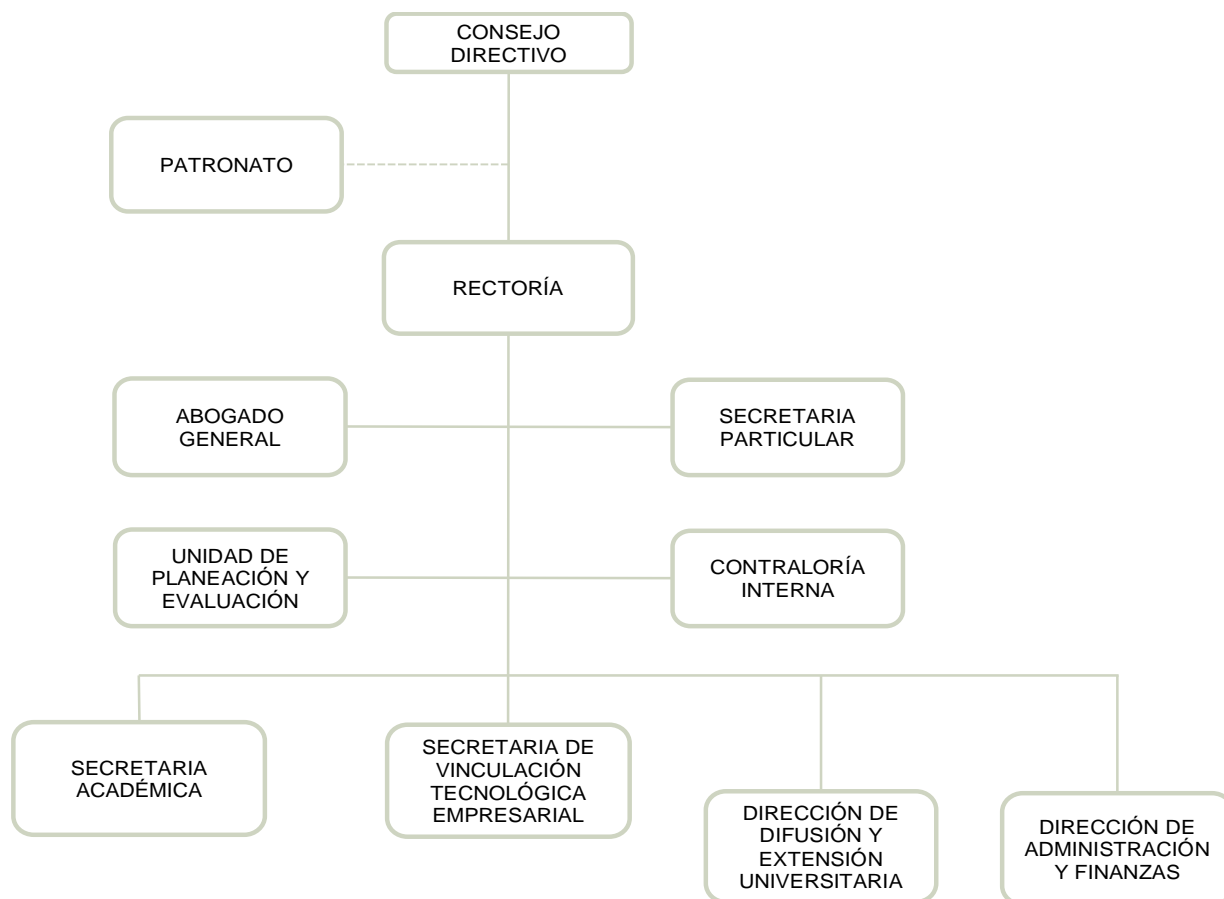 CONSEJO
DIRECTIVO
PATRONATO
RECTORÍA
ABOGADO
GENERAL
SECRETARIA
PARTICULAR
UNIDAD DE
PLANEACIÓN Y
EVALUACIÓN
CONTRALORÍA
INTERNA
SECRETARIA
ACADÉMICA
SECRETARIA DE
VINCULACIÓN
TECNOLÓGICA
EMPRESARIAL
DIRECCIÓN DE
DIFUSIÓN Y
EXTENSIÓN
UNIVERSITARIA
DIRECCIÓN DE
ADMINISTRACIÓN
Y FINANZAS